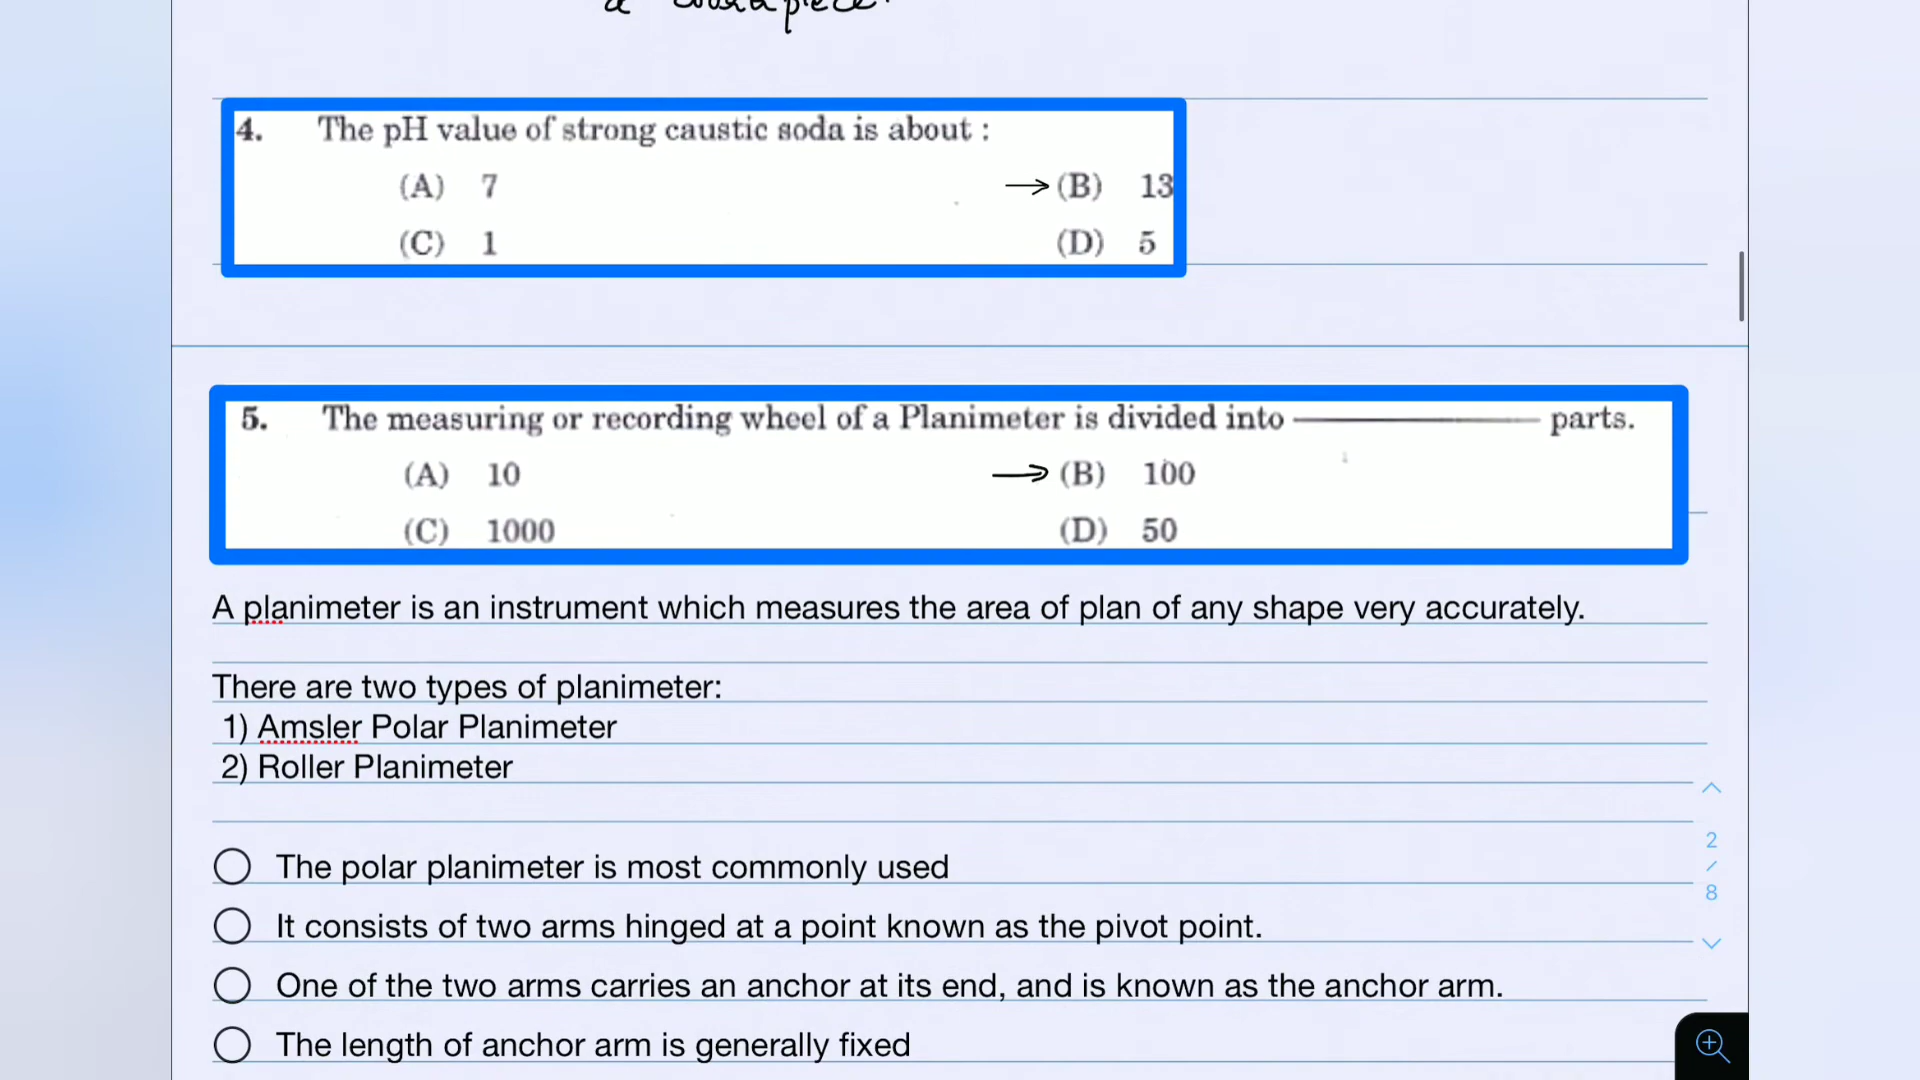 a workpiece.
4. The pH value of strong caustic soda is about :
(A) 7 → (B) 13
(C) 1 (D) 5
5. The measuring or recording wheel of a Planimeter is divided into ———— parts.
(A) 10 → (B) 100
(C) 1000 (D) 50
A planimeter is an instrument which measures the area of plan of any shape very accurately.
There are two types of planimeter:
1) Amsler Polar Planimeter
2) Roller Planimeter
The polar planimeter is most commonly used
It consists of two arms hinged at a point known as the pivot point.
One of the two arms carries an anchor at its end, and is known as the anchor arm.
The length of anchor arm is generally fixed
2
/
8